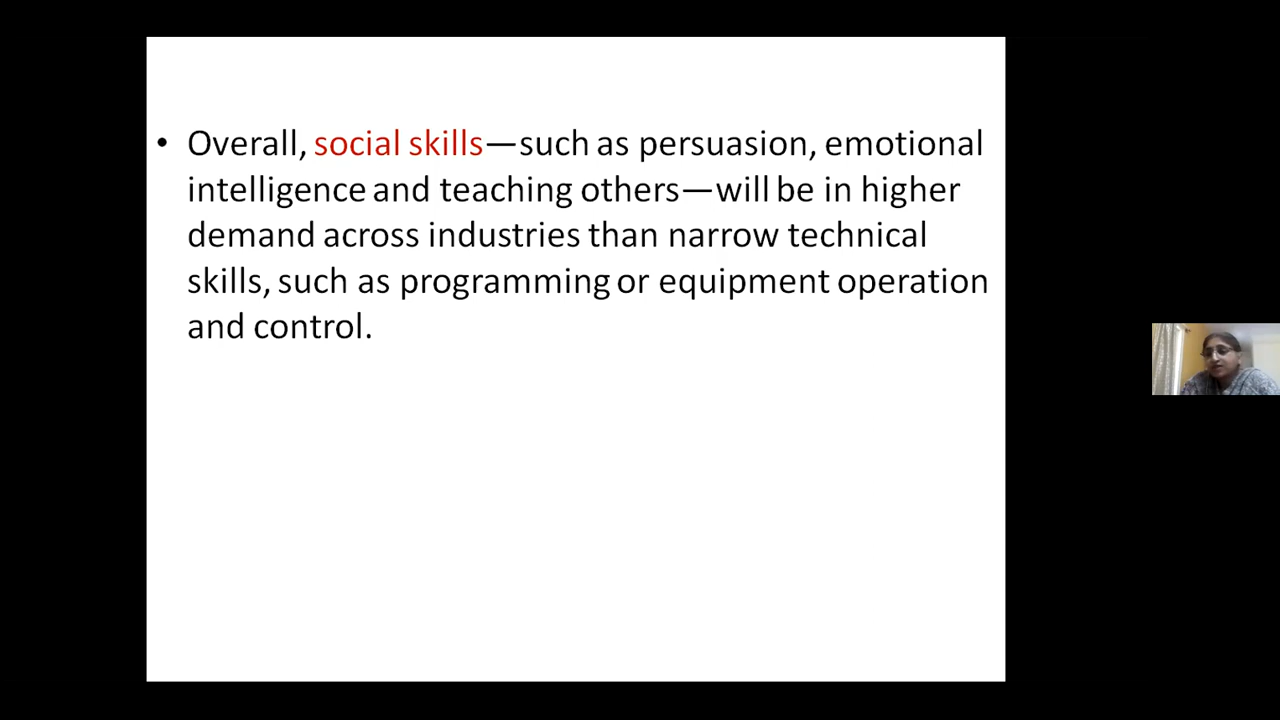 • Overall, social skills—such as persuasion, emotional
intelligence and teaching others—will be in higher
demand across industries than narrow technical
skills, such as programming or equipment operation
and control.